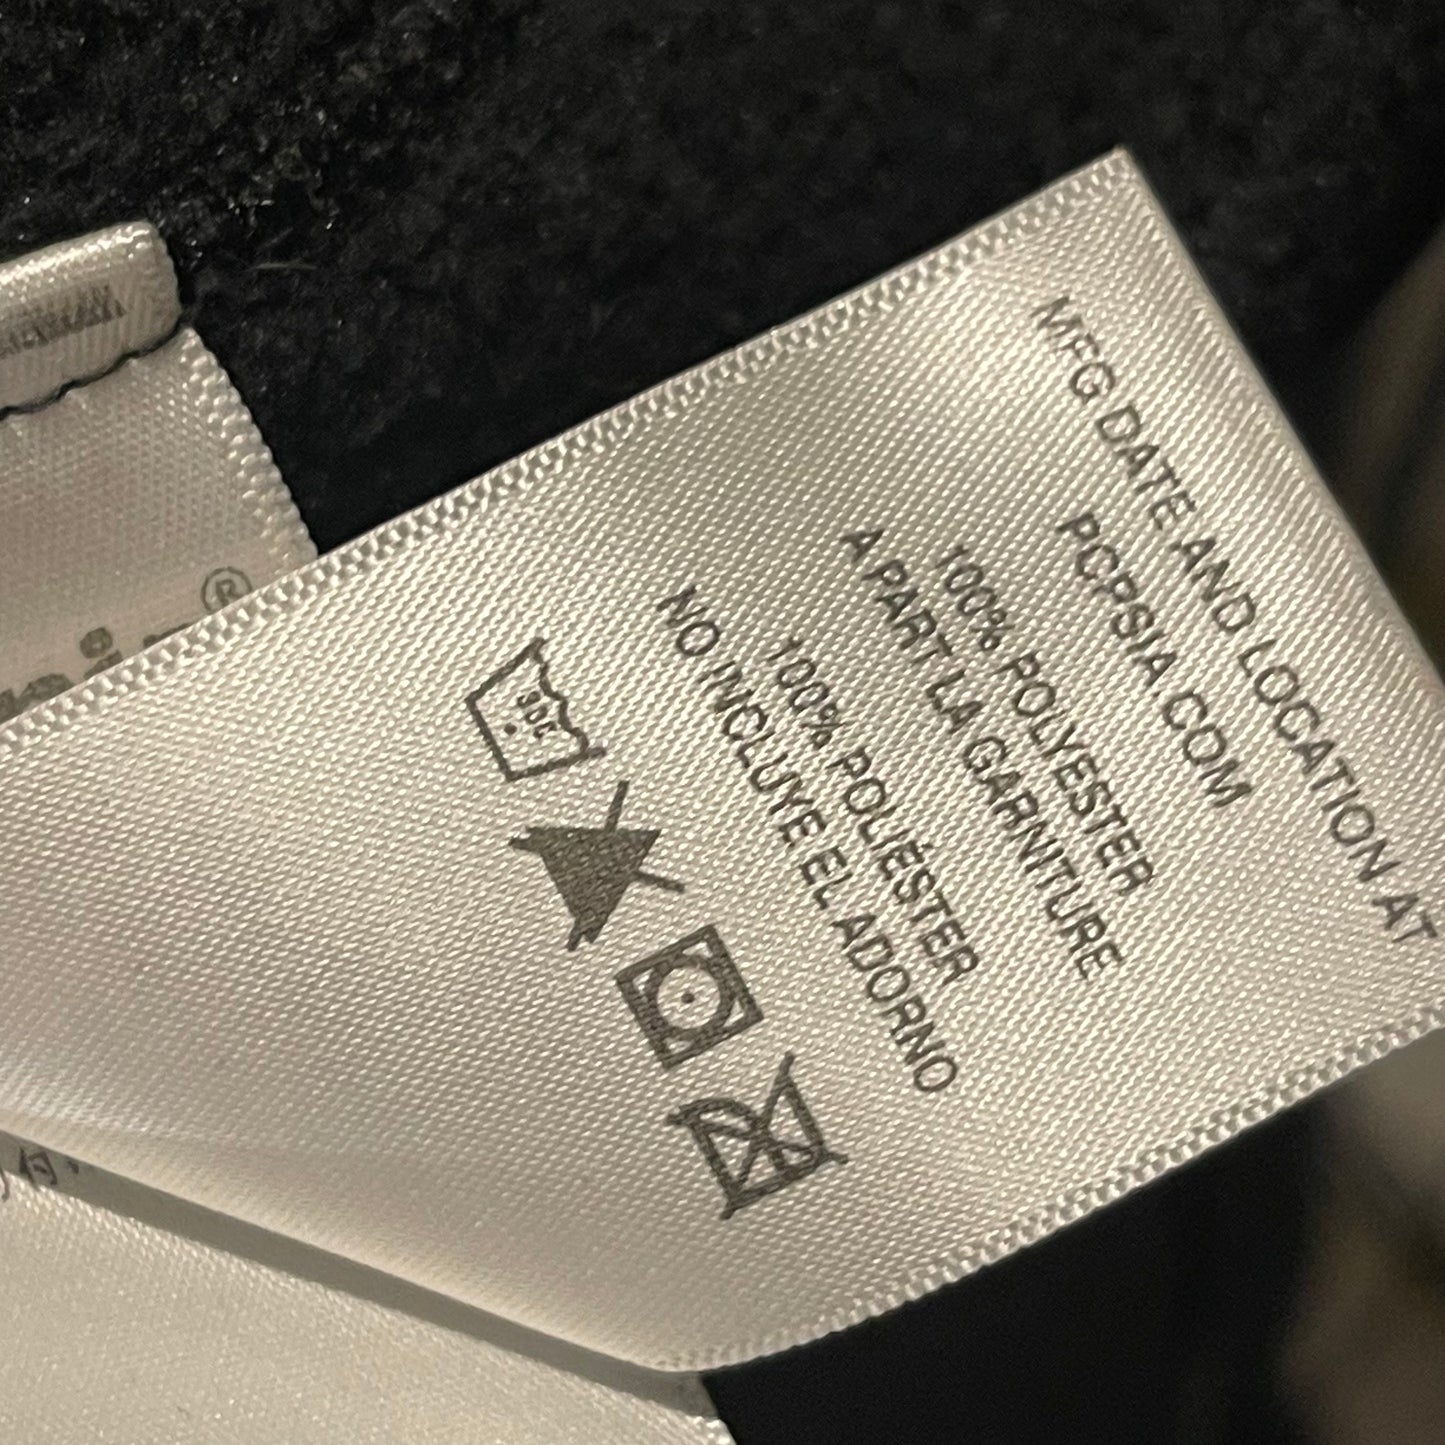 MFG DATE AND LOCATION AT
PCPSIA.COM
100% POLYESTER
A PART LA GARNITURE
100% POLIÉSTER
NO INCLUYE EL ADORNO
30c
®